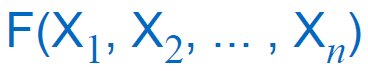 F(X₁, X₂, ... , Xₙ)